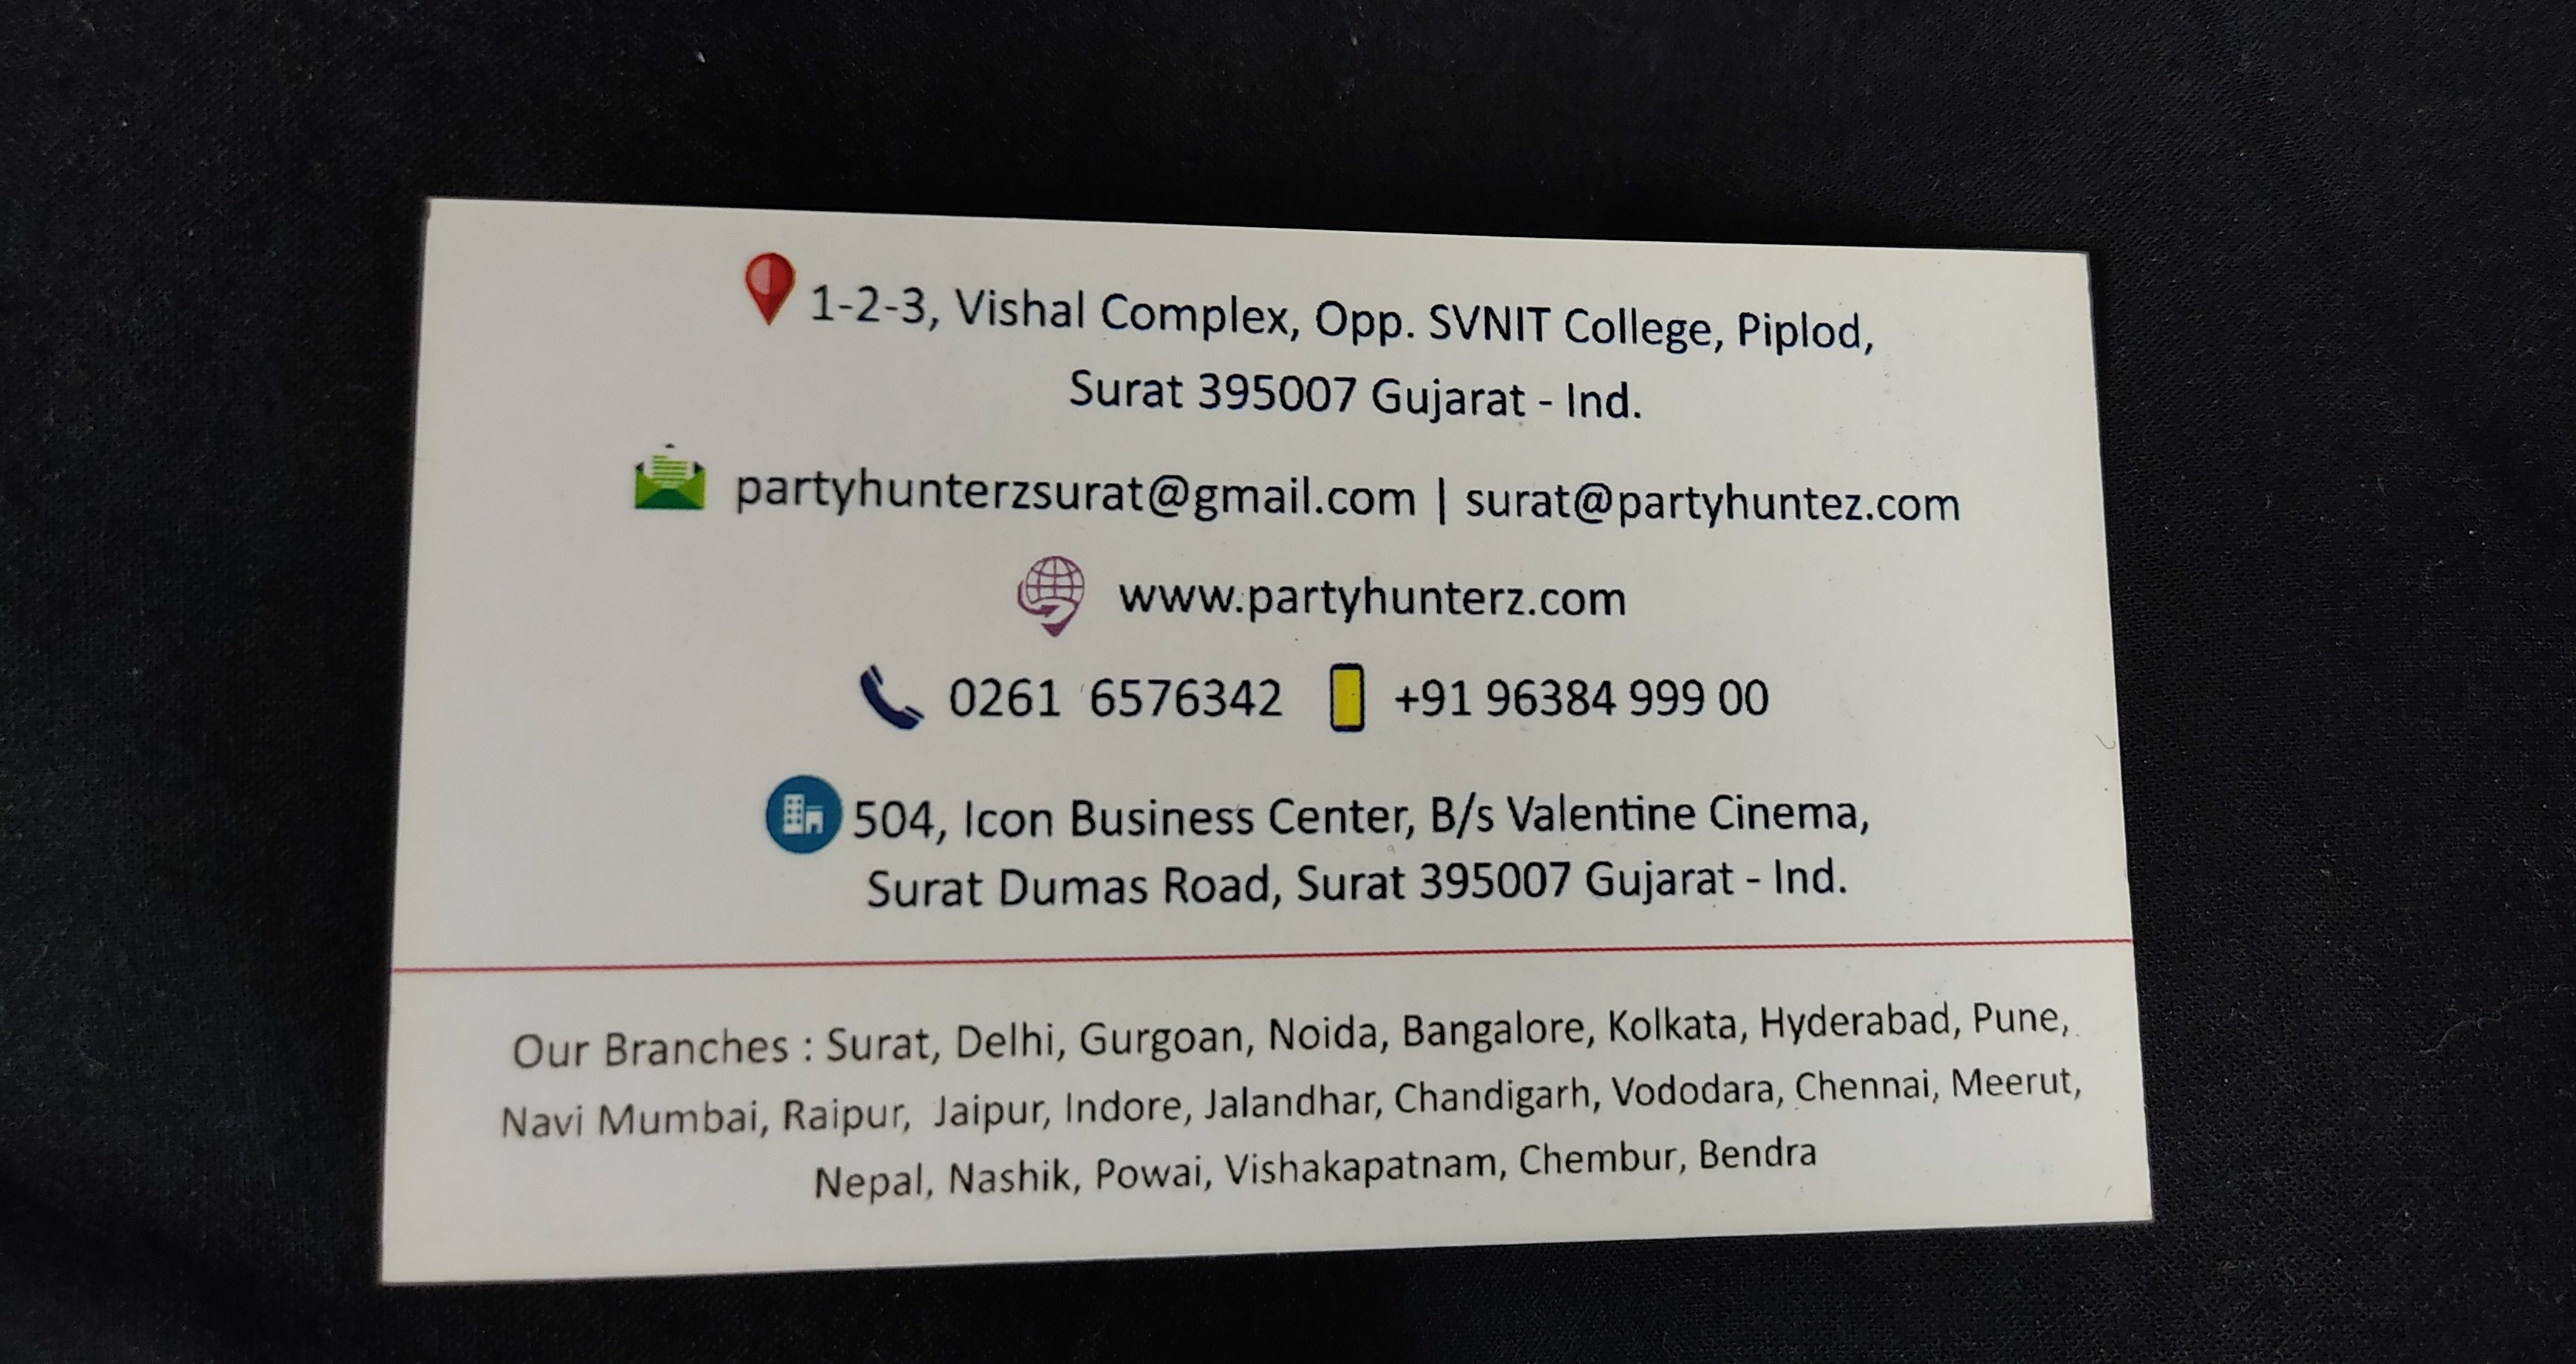 1-2-3, Vishal Complex, Opp. SVNIT College, Piplod,
Surat 395007 Gujarat - Ind.
partyhunterzsurat@gmail.com | surat@partyhuntez.com
www.partyhunterz.com
0261 6576342 +91 96384 999 00
504, Icon Business Center, B/s Valentine Cinema,
Surat Dumas Road, Surat 395007 Gujarat - Ind.
Our Branches : Surat, Delhi, Gurgoan, Noida, Bangalore, Kolkata, Hyderabad, Pune,
Navi Mumbai, Raipur, Jaipur, Indore, Jalandhar, Chandigarh, Vododara, Chennai, Meerut,
Nepal, Nashik, Powai, Vishakapatnam, Chembur, Bendra